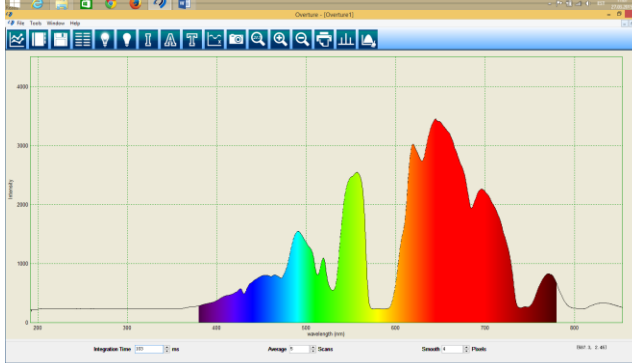 Overture - [Overture1]
File Tools Window Help
I A T
4000
3000
2000
1000
0
Intensity
200 300 400 500 600 700 800
wavelength (nm)
Integration Time ms Average Scans Smooth 4 Pixels